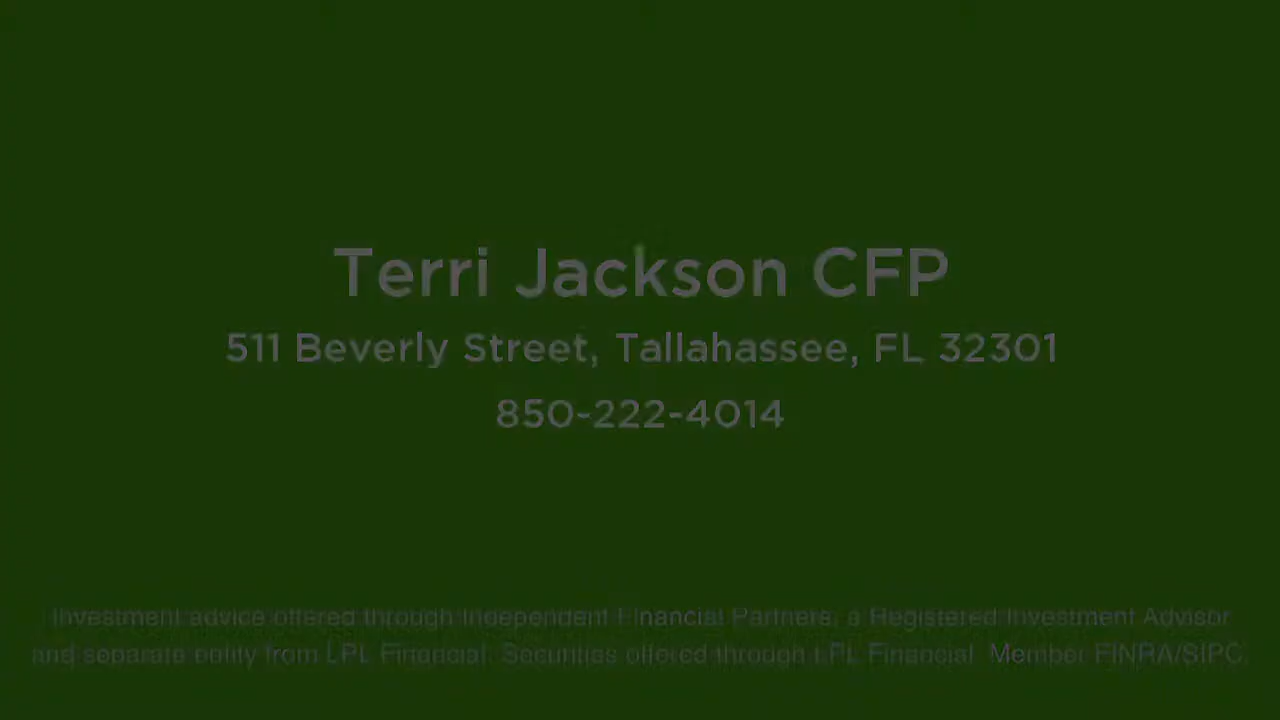 Terri Jackson CFP
511 Beverly Street, Tallahassee, FL 32301
850-222-4014
Investment advice offered through Independent Financial Partners, a Registered Investment Advisor
and separate entity from LPL Financial. Securities offered through LPL Financial. Member FINRA/SIPC.